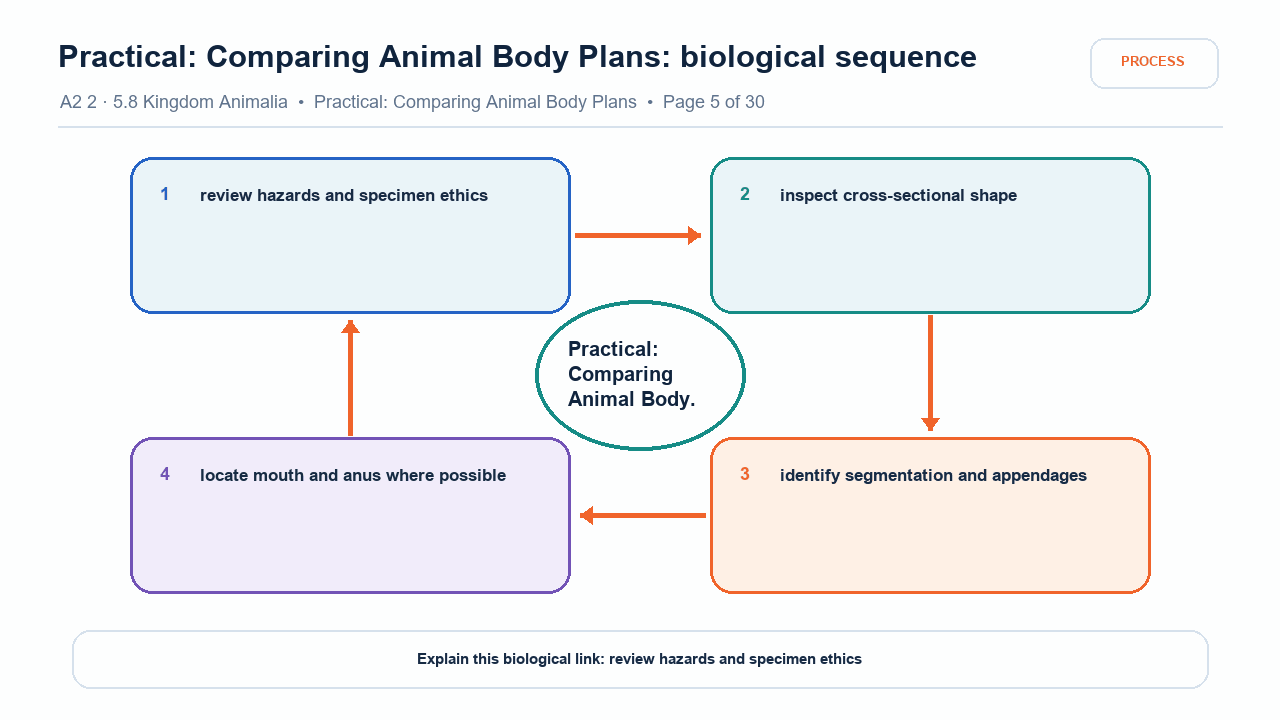 Practical: Comparing Animal Body Plans: biological sequence
PROCESS
A2 2 · 5.8 Kingdom Animalia • Practical: Comparing Animal Body Plans • Page 5 of 30
1 review hazards and specimen ethics
2 inspect cross-sectional shape
Practical:
Comparing
Animal Body.
4 locate mouth and anus where possible
3 identify segmentation and appendages
Explain this biological link: review hazards and specimen ethics